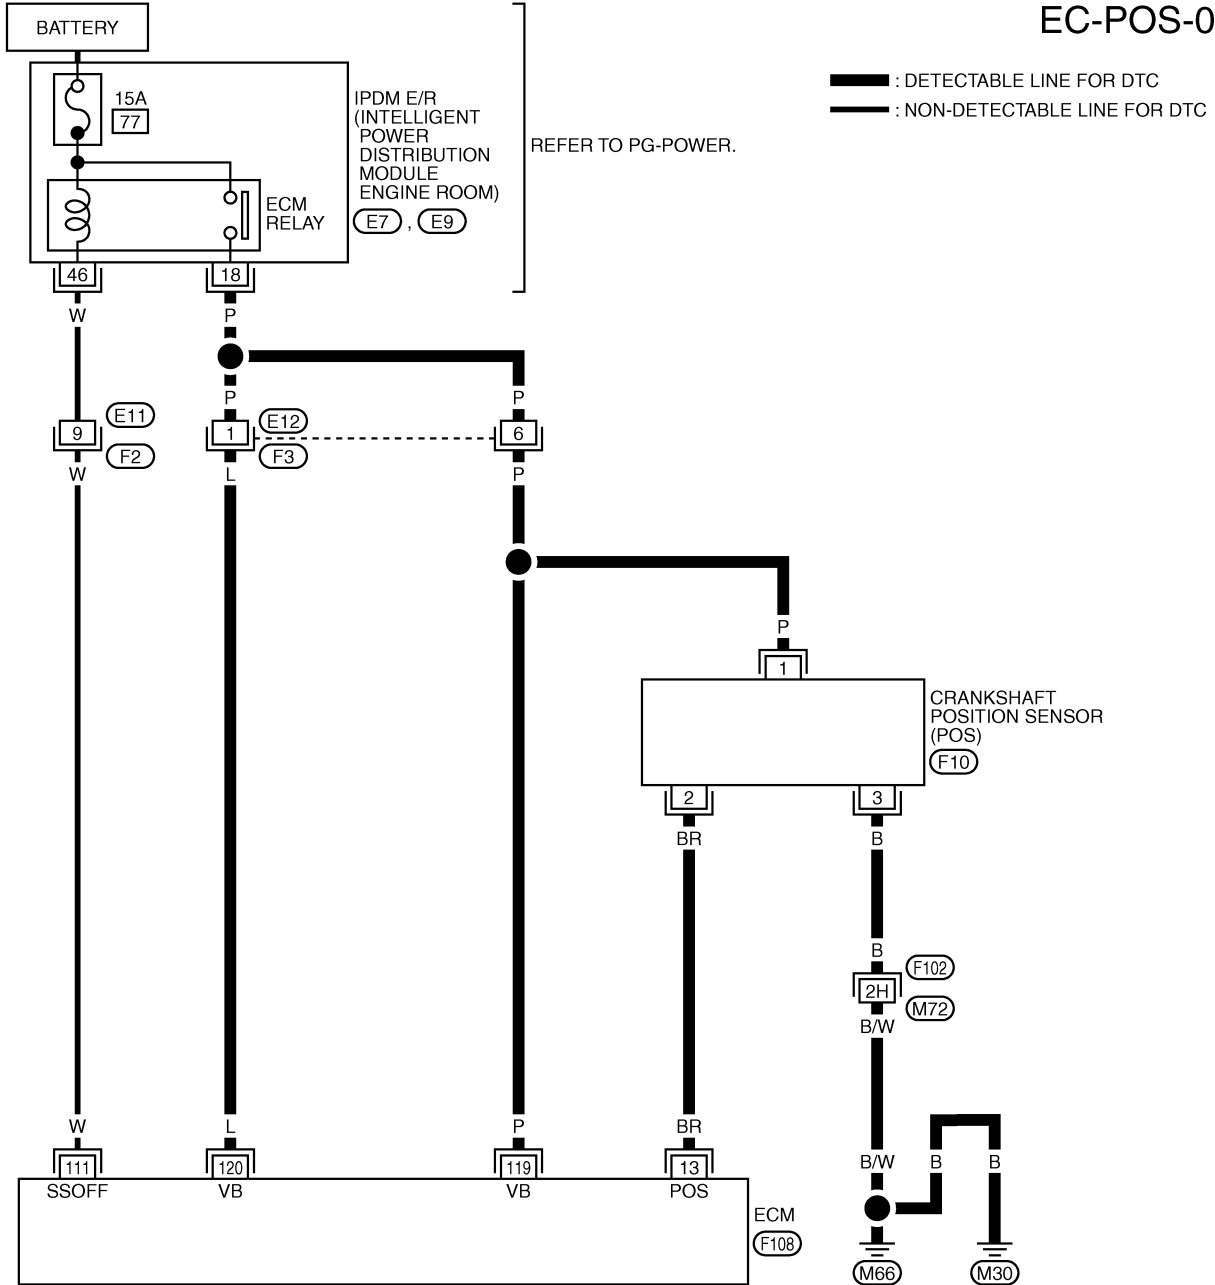 EC-POS-0
BATTERY
: DETECTABLE LINE FOR DTC
: NON-DETECTABLE LINE FOR DTC
15A
77
IPDM E/R
(INTELLIGENT
POWER
DISTRIBUTION
MODULE
ENGINE ROOM)
E7 , E9
REFER TO PG-POWER.
ECM
RELAY
46
18
W
P
P
P
E11
9
F2
E12
1
F3
6
W
L
P
P
1
CRANKSHAFT
POSITION SENSOR
(POS)
F10
2
3
BR
B
B
F102
2H
M72
B/W
W
L
P
BR
B/W
B
B
111
120
119
13
SSOFF
VB
VB
POS
ECM
F108
M66
M30